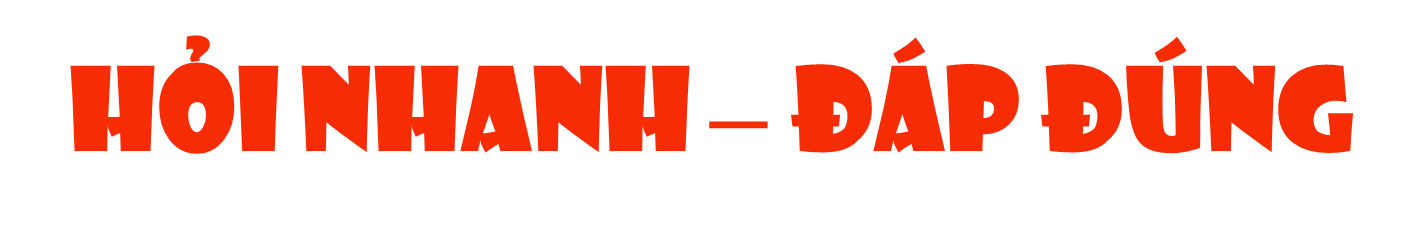 HỎI NHANH – ĐÁP ĐÚNG